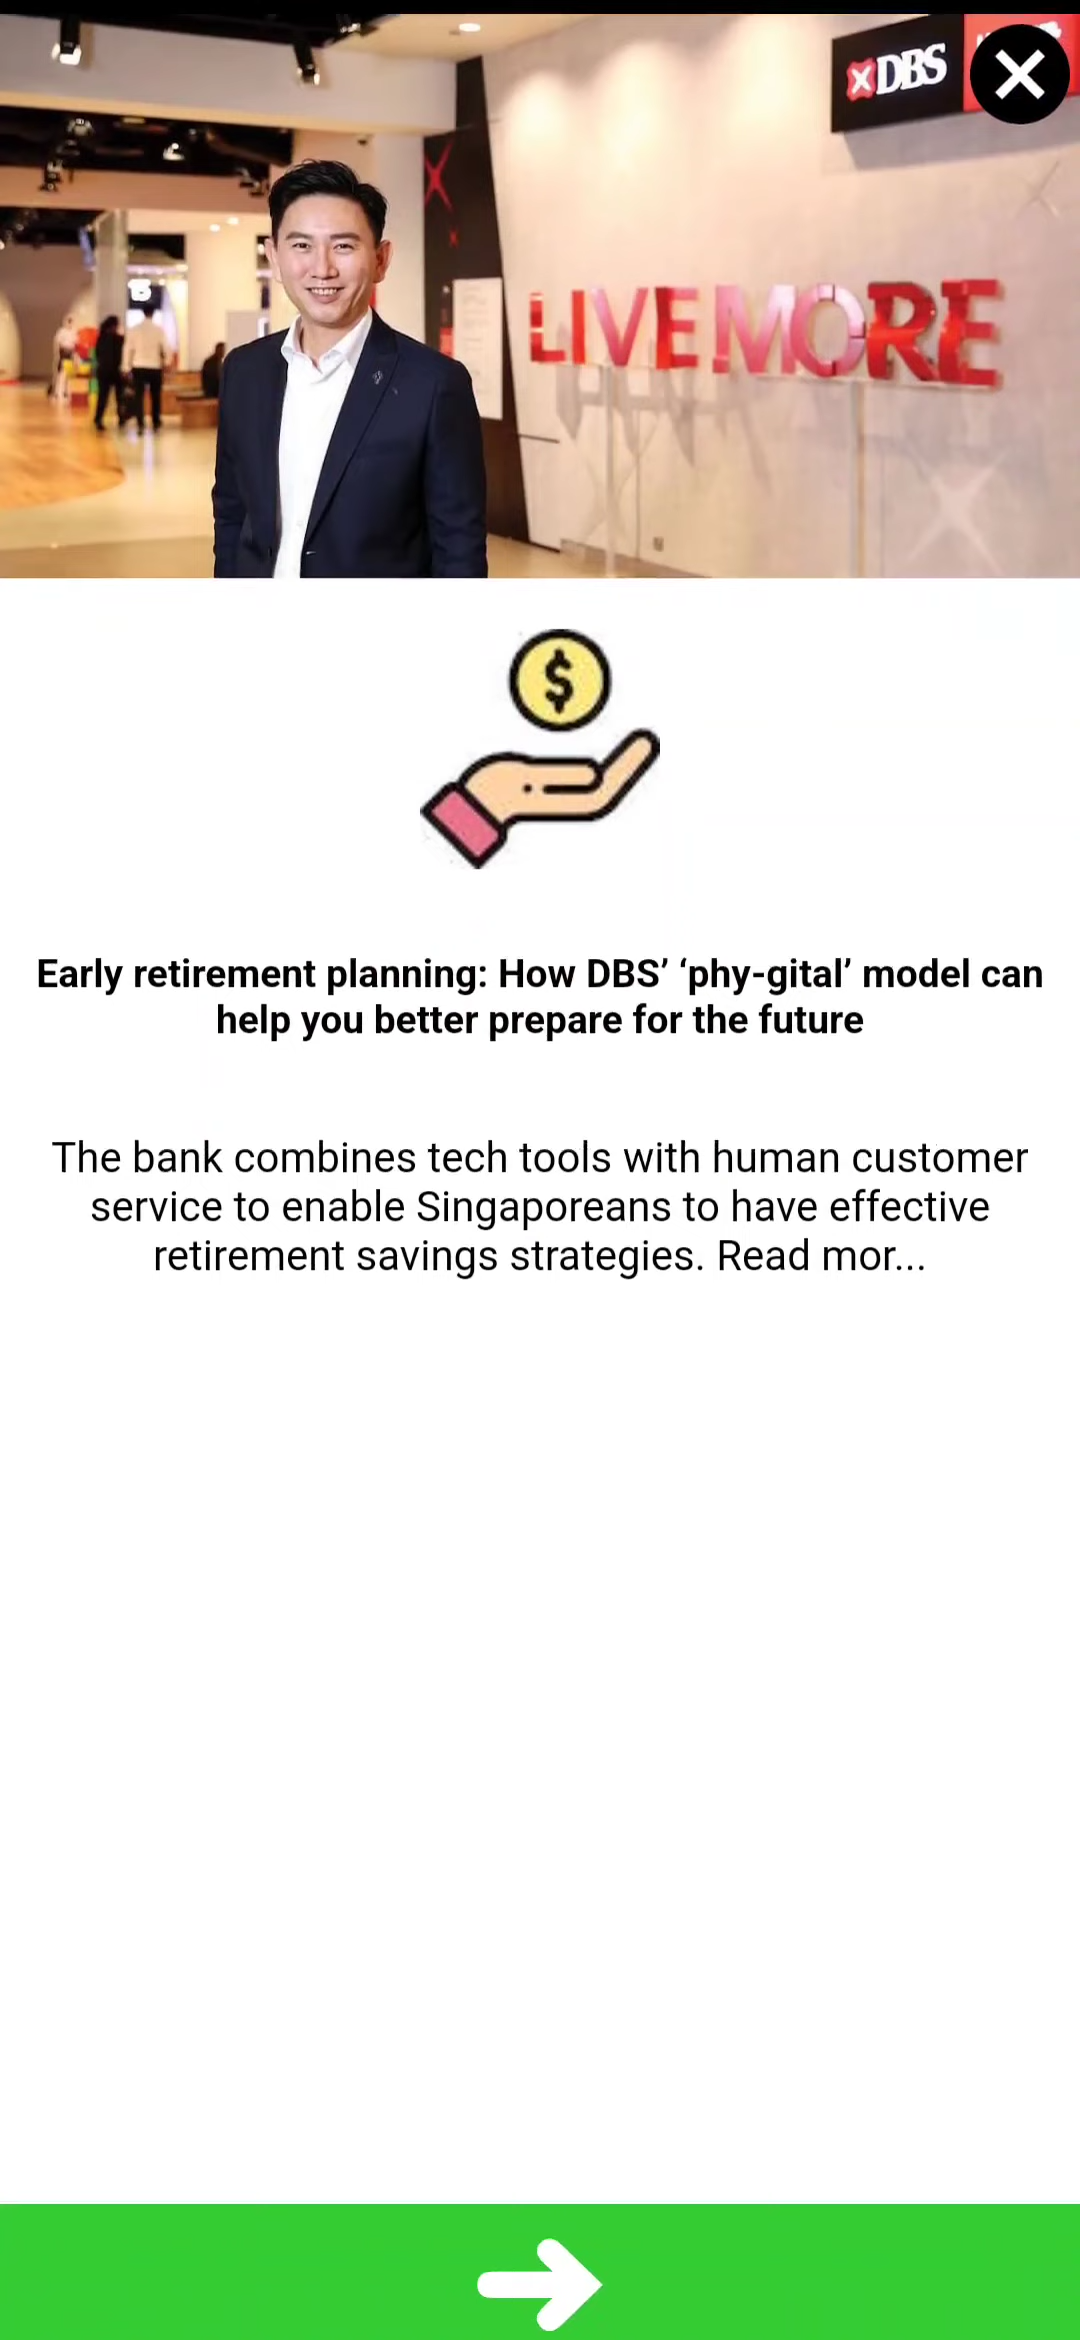 DBS
LIVE MORE
$
Early retirement planning: How DBS’ ‘phy-gital’ model can
help you better prepare for the future
The bank combines tech tools with human customer
service to enable Singaporeans to have effective
retirement savings strategies. Read mor...